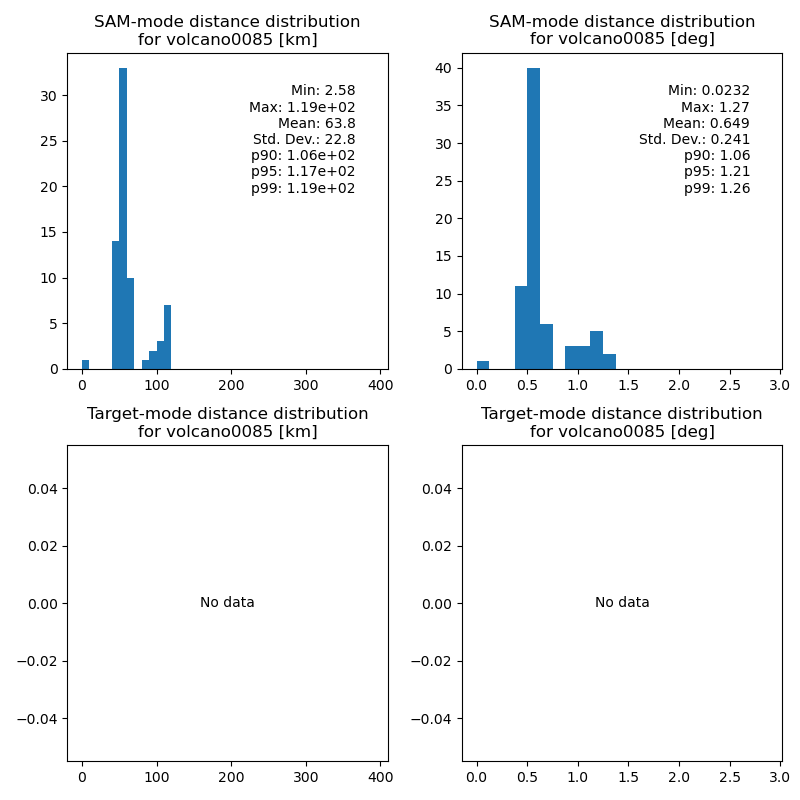 SAM-mode distance distribution
for volcano0085 [km]
Min: 2.58
Max: 1.19e+02
Mean: 63.8
Std. Dev.: 22.8
p90: 1.06e+02
p95: 1.17e+02
p99: 1.19e+02
30
25
20
15
10
5
0
0 100 200 300 400
SAM-mode distance distribution
for volcano0085 [deg]
Min: 0.0232
Max: 1.27
Mean: 0.649
Std. Dev.: 0.241
p90: 1.06
p95: 1.21
p99: 1.26
40
35
30
25
20
15
10
5
0
0.0 0.5 1.0 1.5 2.0 2.5 3.0
Target-mode distance distribution
for volcano0085 [km]
0.04
0.02
0.00
−0.02
−0.04
No data
0 100 200 300 400
Target-mode distance distribution
for volcano0085 [deg]
0.04
0.02
0.00
−0.02
−0.04
No data
0.0 0.5 1.0 1.5 2.0 2.5 3.0